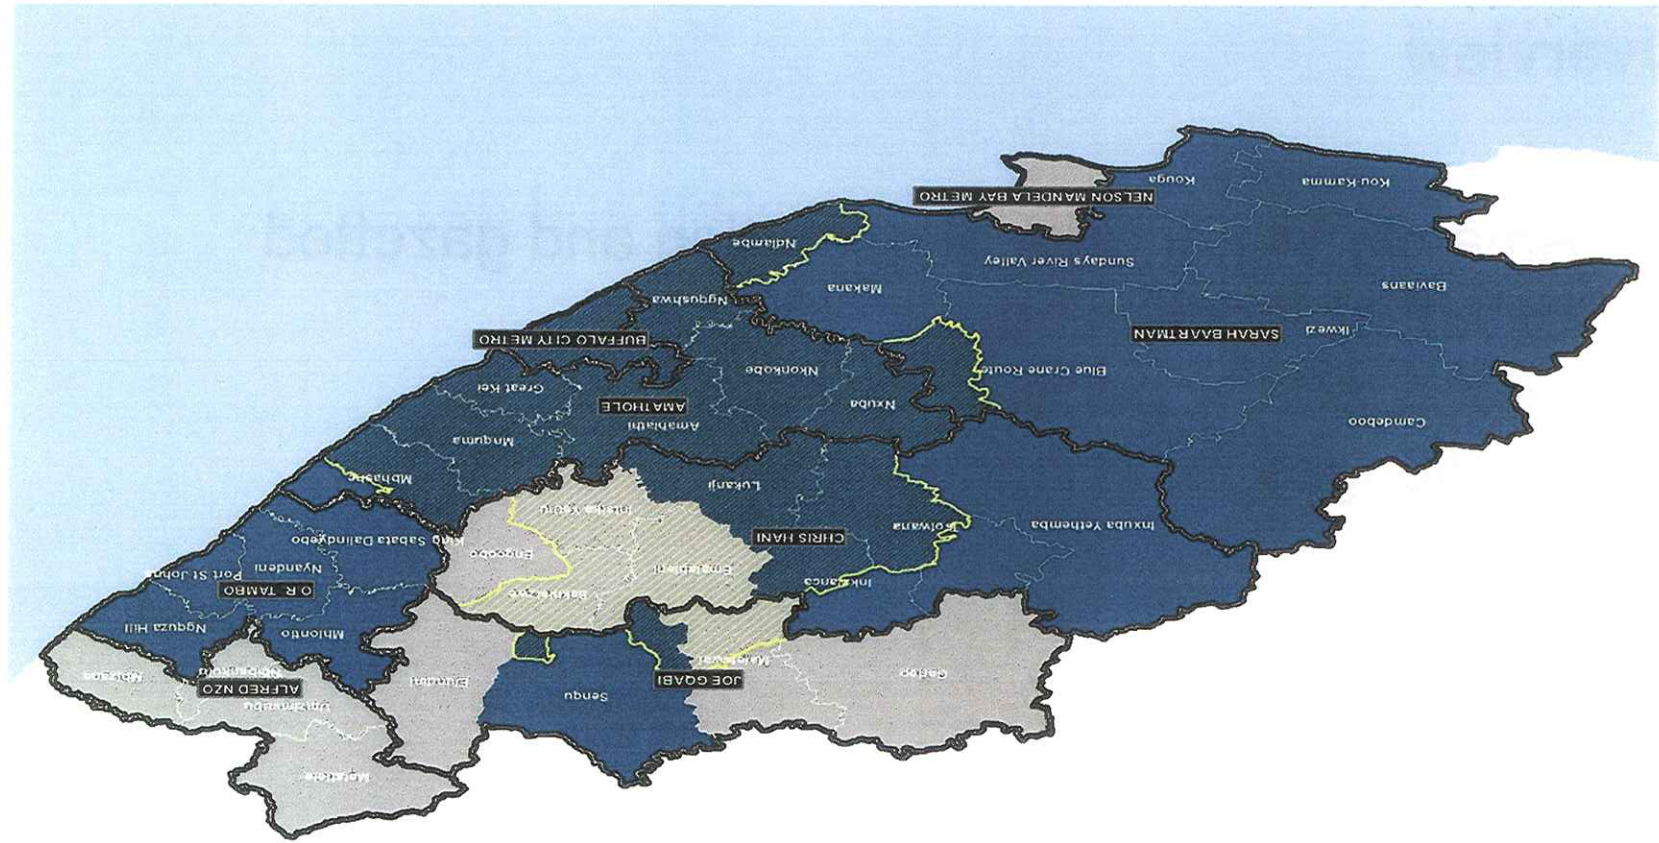 Matatiele
Gariep
Sengu
JOE GQABI
Maletswai
Elundini
Umzimvubu
ALFRED NZO
Ntabankulu
Mbizana
Mhlontlo
Ngquza Hill
O.R. TAMBO
Port St Johns
Nyandeni
King Sabata Dalindyebo
Inkwanca
Tsolwana
Inxuba Yethemba
CHRIS HANI
Emalahleni
Sakhisizwe
Engcobo
Intsika Yethu
Lukanji
Mbhashe
Mnquma
Camdeboo
Nxuba
Amahlathi
AMATHOLE
Great Kei
Blue Crane Route
Nkonkobe
Ikwezi
SARAH BAARTMAN
BUFFALO CITY METRO
Baviaans
Makana
Ngqushwa
Sundays River Valley
Ndlambe
NELSON MANDELA BAY METRO
Kou-Kamma
Kouga